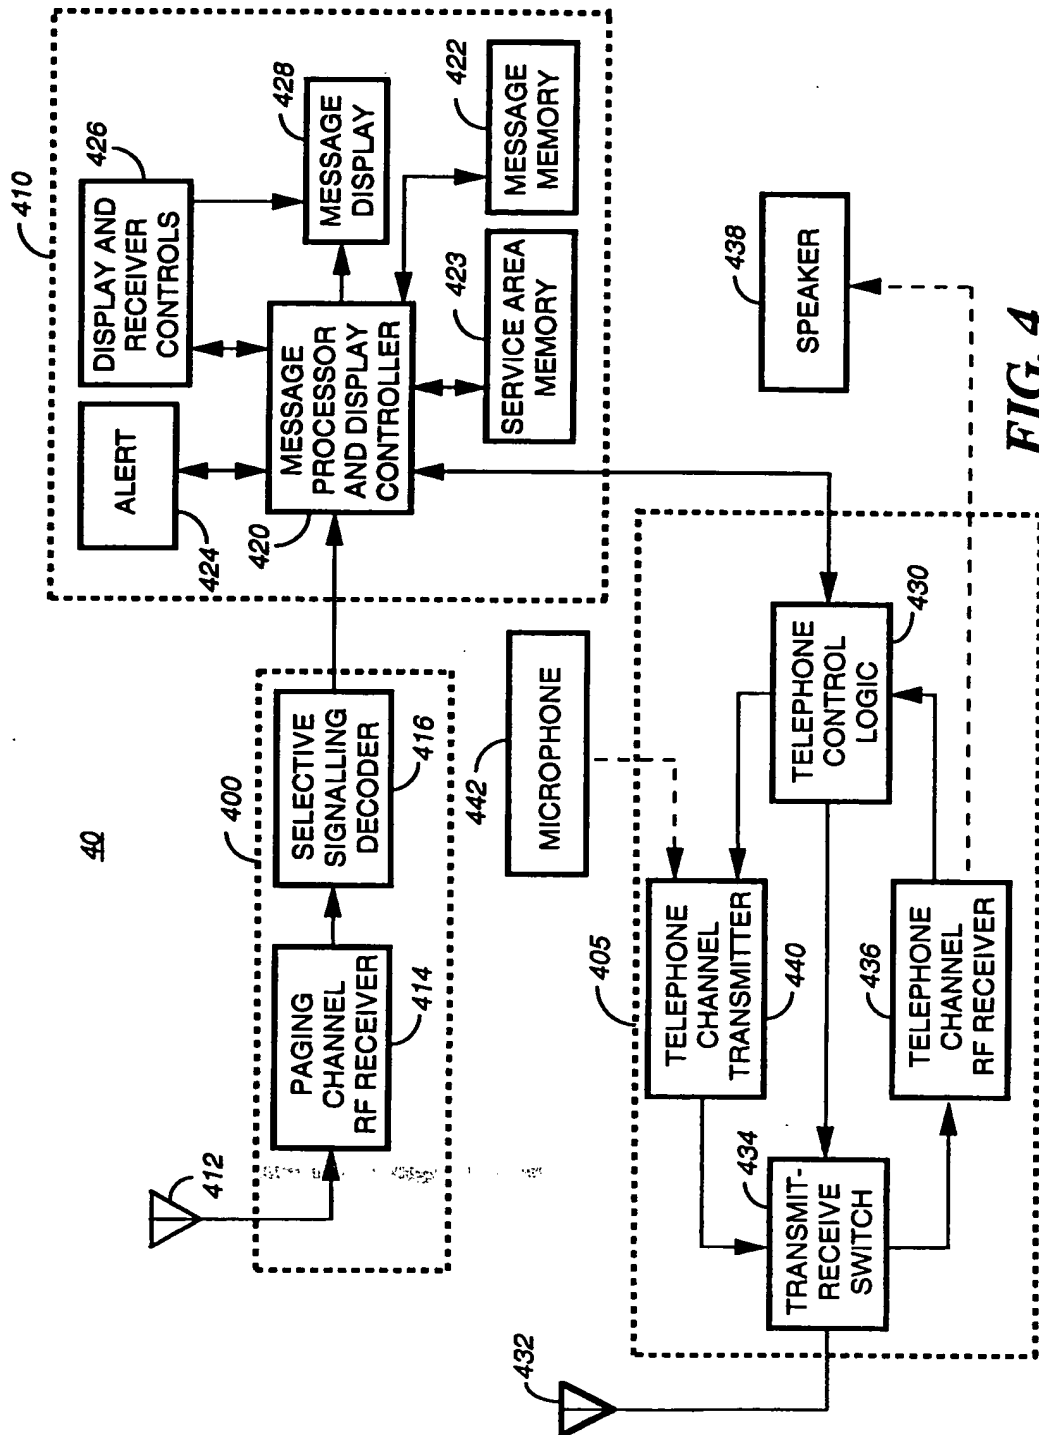 40
410
DISPLAY AND
RECEIVER
CONTROLS
426
ALERT
424
MESSAGE
DISPLAY
428
MESSAGE
PROCESSOR
AND DISPLAY
CONTROLLER
420
MESSAGE
MEMORY
422
SERVICE AREA
MEMORY
423
400
SELECTIVE
SIGNALLING
DECODER
416
PAGING
CHANNEL
RF RECEIVER
414
412
MICROPHONE
442
SPEAKER
438
405
TELEPHONE
CHANNEL
TRANSMITTER
440
TELEPHONE
CONTROL
LOGIC
430
TRANSMIT-
RECEIVE
SWITCH
434
TELEPHONE
CHANNEL
RF RECEIVER
436
432
FIG. 4